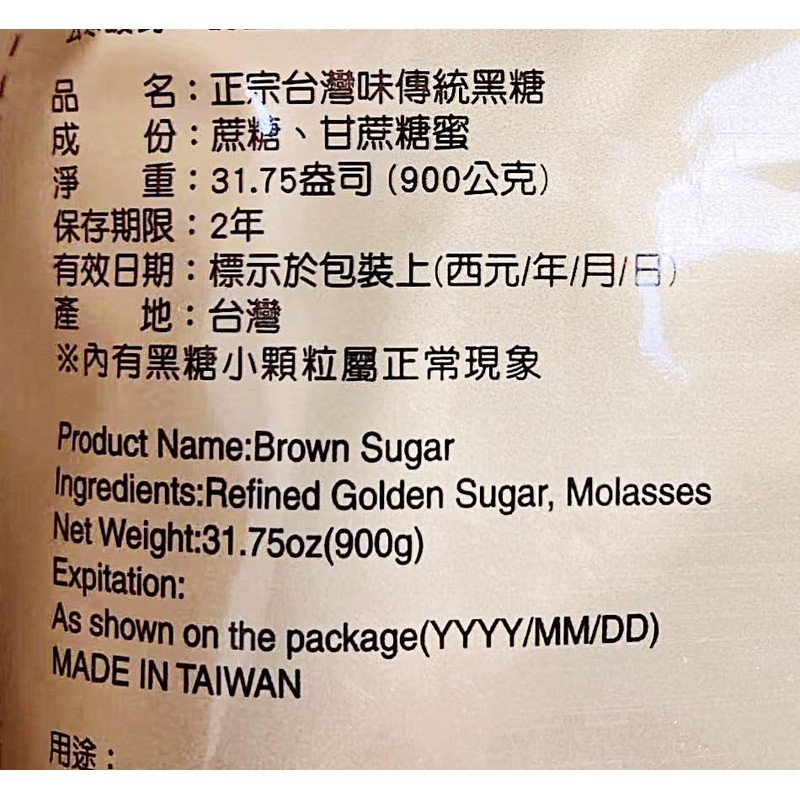 品 名：正宗台灣味傳統黑糖
成 份：蔗糖、甘蔗糖蜜
淨 重：31.75盎司 (900公克)
保存期限：2年
有效日期：標示於包裝上(西元/年/月/日)
產 地：台灣
※內有黑糖小顆粒屬正常現象
Product Name:Brown Sugar
Ingredients:Refined Golden Sugar, Molasses
Net Weight:31.75oz(900g)
Expitation:
As shown on the package(YYYY/MM/DD)
MADE IN TAIWAN
用途：